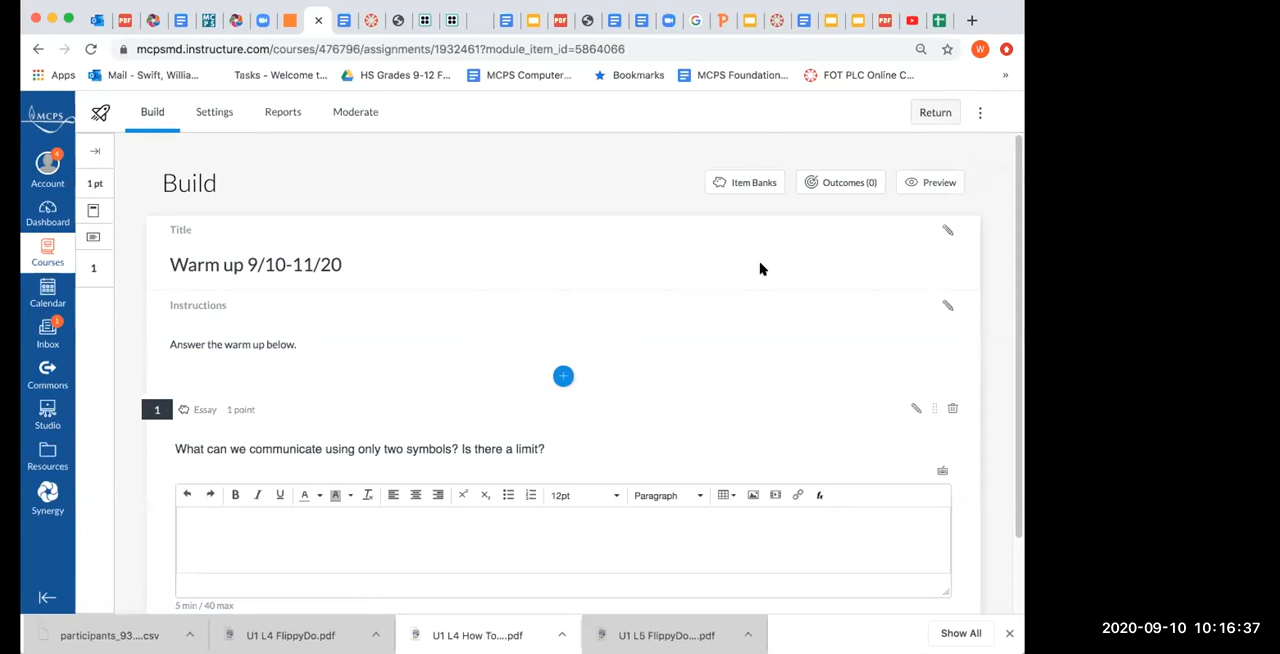 mcpsmd.instructure.com/courses/476796/assignments/1932461?module_item_id=5864066
Apps Mail - Swift, Willia... Tasks - Welcome t... HS Grades 9-12 F... MCPS Computer... Bookmarks MCPS Foundation... FOT PLC Online C... »
MCPS Build Settings Reports Moderate Return
4
Account
1 pt
Build Item Banks Outcomes (0) Preview
Dashboard
Title
Courses
1
Warm up 9/10-11/20
Calendar
Instructions
1
Inbox
Answer the warm up below.
Commons
1 Essay 1 point
Studio
What can we communicate using only two symbols? Is there a limit?
Resources
B I U A A 12pt Paragraph
Synergy
5 min / 40 max
participants_93....csv U1 L4 FlippyDo.pdf U1 L4 How To....pdf U1 L5 FlippyDo....pdf Show All
2020-09-10 10:16:37